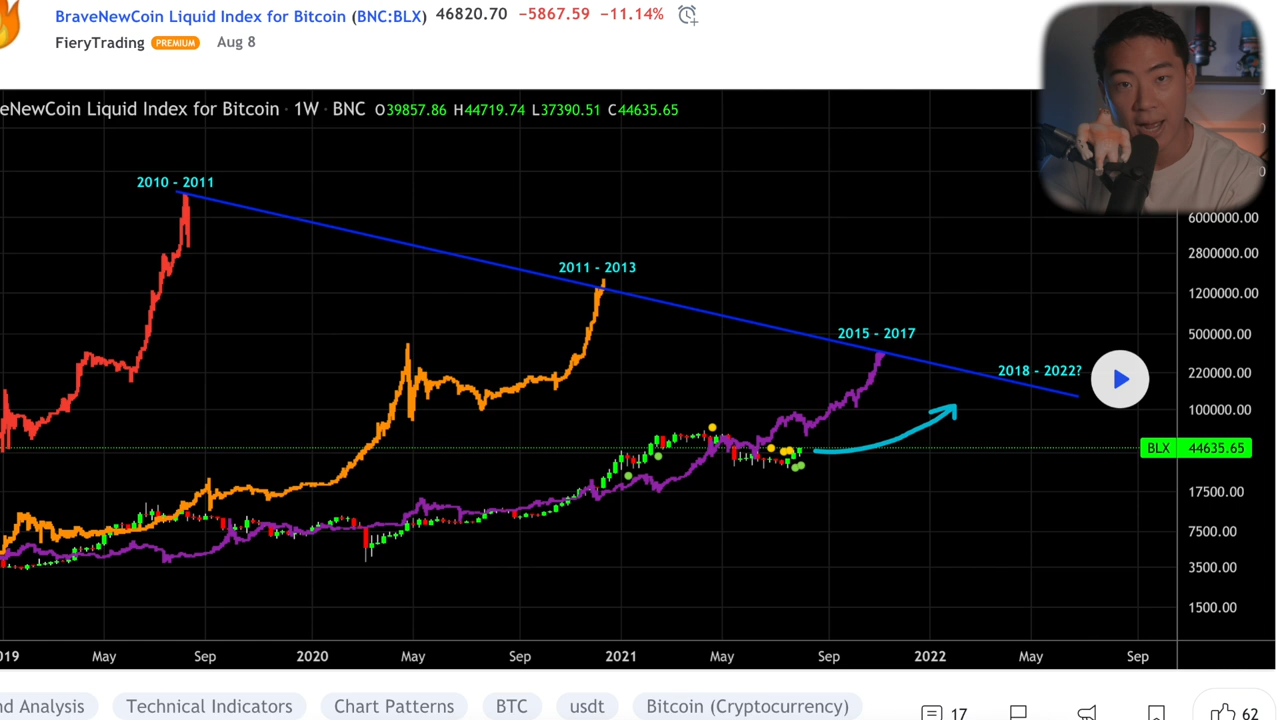 BraveNewCoin Liquid Index for Bitcoin (BNC:BLX) 46820.70 −5867.59 −11.14%
FieryTrading PREMIUM Aug 8
eNewCoin Liquid Index for Bitcoin · 1W · BNC O39857.86 H44719.74 L37390.51 C44635.65
2010 - 2011
6000000.00
2800000.00
2011 - 2013
1200000.00
2015 - 2017
500000.00
2018 - 2022?
220000.00
100000.00
BLX 44635.65
17500.00
7500.00
3500.00
1500.00
019 May Sep 2020 May Sep 2021 May Sep 2022 May Sep
nd Analysis Technical Indicators Chart Patterns BTC usdt Bitcoin (Cryptocurrency) 17 62